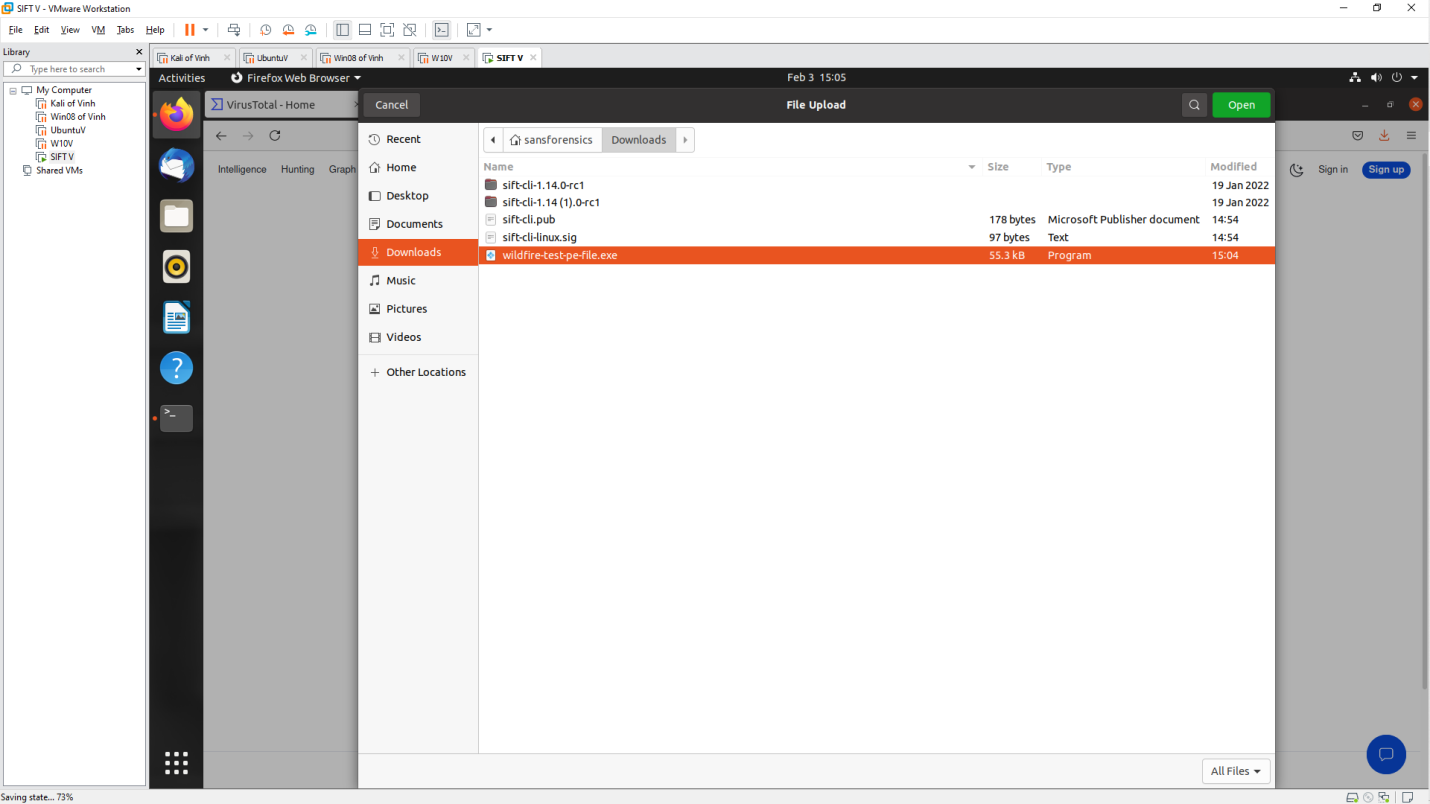 SIFT V - VMware Workstation
File Edit View VM Tabs Help
Library
Type here to search
My Computer
Kali of Vinh
Win08 of Vinh
UbuntuV
W10V
SIFT V
Shared VMs
Kali of Vinh UbuntuV Win08 of Vinh W10V SIFT V
Activities Firefox Web Browser Feb 3 15:05
VirusTotal - Home
Intelligence Hunting Graph
Sign in Sign up
Cancel File Upload Open
Recent
Home
Desktop
Documents
Downloads
Music
Pictures
Videos
Other Locations
sansforensics Downloads
Name Size Type Modified
sift-cli-1.14.0-rc1 19 Jan 2022
sift-cli-1.14 (1).0-rc1 19 Jan 2022
sift-cli.pub 178 bytes Microsoft Publisher document 14:54
sift-cli-linux.sig 97 bytes Text 14:54
wildfire-test-pe-file.exe 55.3 kB Program 15:04
All Files
Saving state... 73%